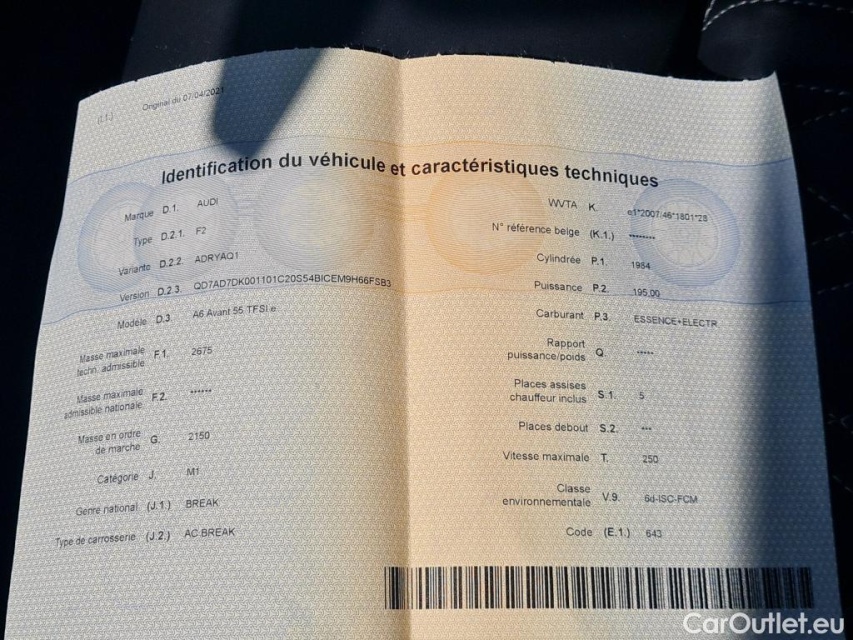 (I.1.) Original du 07/04/2021
Identification du véhicule et caractéristiques techniques
Marque D.1. AUDI
Type D.2.1. F2
Variante D.2.2. ADRYAQ1
Version D.2.3. QD7AD7DK001101C20S54BICEM9H66FSB3
Modèle D.3. A6 Avant 55 TFSI e
Masse maximale
techn. admissible F.1. 2675
Masse maximale
admissible nationale F.2. ******
Masse en ordre
de marche G. 2150
Catégorie J. M1
Genre national (J.1.) BREAK
Type de carrosserie (J.2.) AC BREAK
WVTA K. e1*2007/46*1801*28
N° référence belge (K.1.) ********
Cylindrée P.1. 1984
Puissance P.2. 195,00
Carburant P.3. ESSENCE+ELECTR
Rapport
puissance/poids Q. *****
Places assises
chauffeur inclus S.1. 5
Places debout S.2. ***
Vitesse maximale T. 250
Classe
environnementale V.9. 6d-ISC-FCM
Code (E.1.) 643
CarOutlet.eu